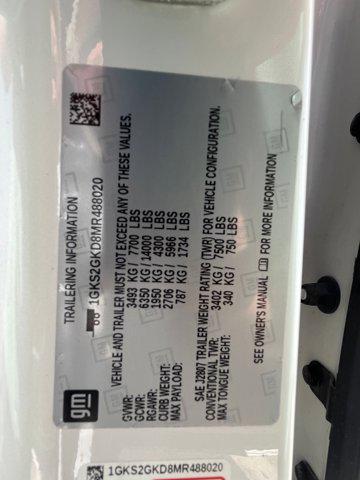 TRAILERING INFORMATION
1GKS2GKD8MR488020
gm
VEHICLE AND TRAILER MUST NOT EXCEED ANY OF THESE VALUES.
GVWR: 3493 KG/ 7700 LBS
GCWR: 6350 KG/ 14000 LBS
RGAWR: 1950 KG/ 4300 LBS
CURB WEIGHT: 2706 KG/ 5966 LBS
MAX PAYLOAD: 787 KG/ 1734 LBS
SAE J2807 TRAILER WEIGHT RATING (TWR) FOR VEHICLE CONFIGURATION.
CONVENTIONAL TWR: 3402 KG/ 7500 LBS
MAX TONGUE WEIGHT: 340 KG/ 750 LBS
SEE OWNER'S MANUAL FOR MORE INFORMATION
1GKS2GKD8MR488020